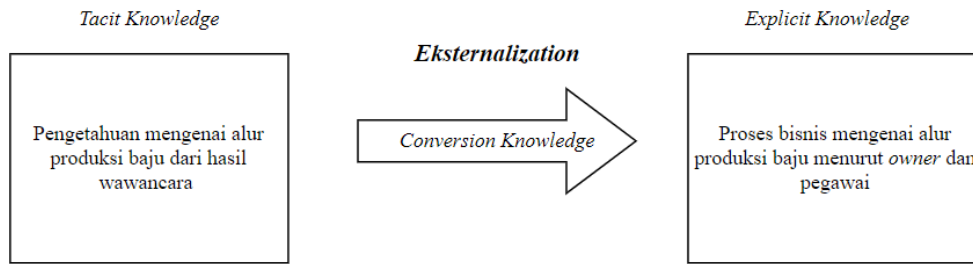 Tacit Knowledge
Explicit Knowledge
Eksternalization
Pengetahuan mengenai alur
produksi baju dari hasil
wawancara
Conversion Knowledge
Proses bisnis mengenai alur
produksi baju menurut owner dan
pegawai